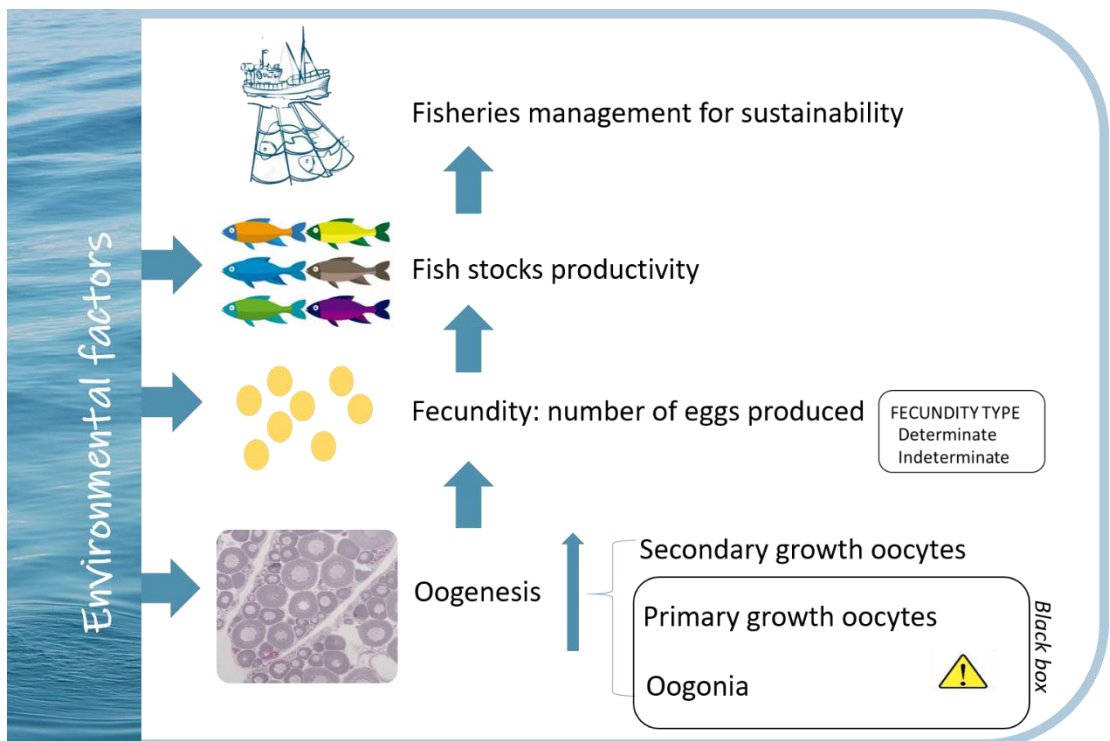 Environmental factors
Fisheries management for sustainability
Fish stocks productivity
Fecundity: number of eggs produced
FECUNDITY TYPE
Determinate
Indeterminate
Oogenesis
Secondary growth oocytes
Primary growth oocytes
Oogonia
Black box